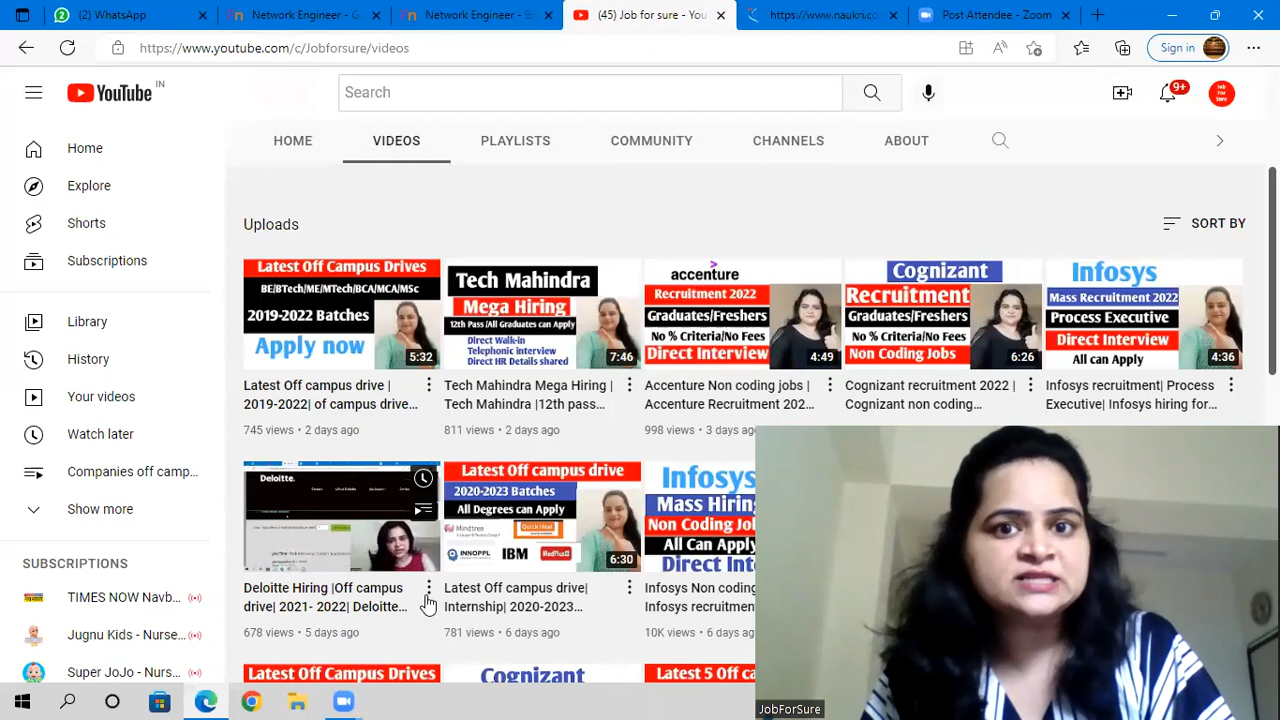 WhatsApp
Network Engineer - G
Network Engineer - B
(45) Job for sure - You
https://www.naukri.co
Post Attendee - Zoom
https://www.youtube.com/c/Jobforsure/videos
Sign in
YouTube IN
Search
9+
Job For Sure
HOME
VIDEOS
PLAYLISTS
COMMUNITY
CHANNELS
ABOUT
Home
Explore
Shorts
Subscriptions
Library
History
Your videos
Watch later
Companies off camp...
Show more
SUBSCRIPTIONS
TIMES NOW Navb...
Jugnu Kids - Nurse...
Super JoJo - Nurs...
Uploads
SORT BY
Latest Off Campus Drives
BE/BTech/ME/MTech/BCA/MCA/MSc
2019-2022 Batches
Apply now
5:32
Latest Off campus drive |
2019-2022| of campus drive...
745 views • 2 days ago
Tech Mahindra
Mega Hiring
12th Pass /All Graduates can Apply
Direct Walk-in
Telephonic interview
Direct HR Details shared
7:46
Tech Mahindra Mega Hiring |
Tech Mahindra |12th pass...
811 views • 2 days ago
accenture
Recruitment 2022
Graduates/Freshers
No % Criteria/No Fees
Direct Interview
4:49
Accenture Non coding jobs |
Accenture Recruitment 202...
998 views • 3 days ago
Cognizant
Recruitment
Graduates/Freshers
No % Criteria/No Fees
Non Coding Jobs
6:26
Cognizant recruitment 2022 |
Cognizant non coding...
Infosys
Mass Recruitment 2022
Process Executive
Direct Interview
All can Apply
4:36
Infosys recruitment| Process
Executive| Infosys hiring for...
Deloitte.
Deloitte Hiring |Off campus
drive| 2021- 2022| Deloitte...
678 views • 5 days ago
Latest Off campus drive
2020-2023 Batches
All Degrees can Apply
Mindtree
Quick Heal
INNOPPL
IBM
MedPlus
6:30
Latest Off campus drive|
Internship| 2020-2023...
781 views • 6 days ago
Infosys
Mass Hiring
Non Coding Jo
All Can Apply
Direct Int
Infosys Non coding
Infosys recruitmen
10K views • 6 days ag
Latest Off Campus Drives
Cognizant
Latest 5 Off ca
JobForSure